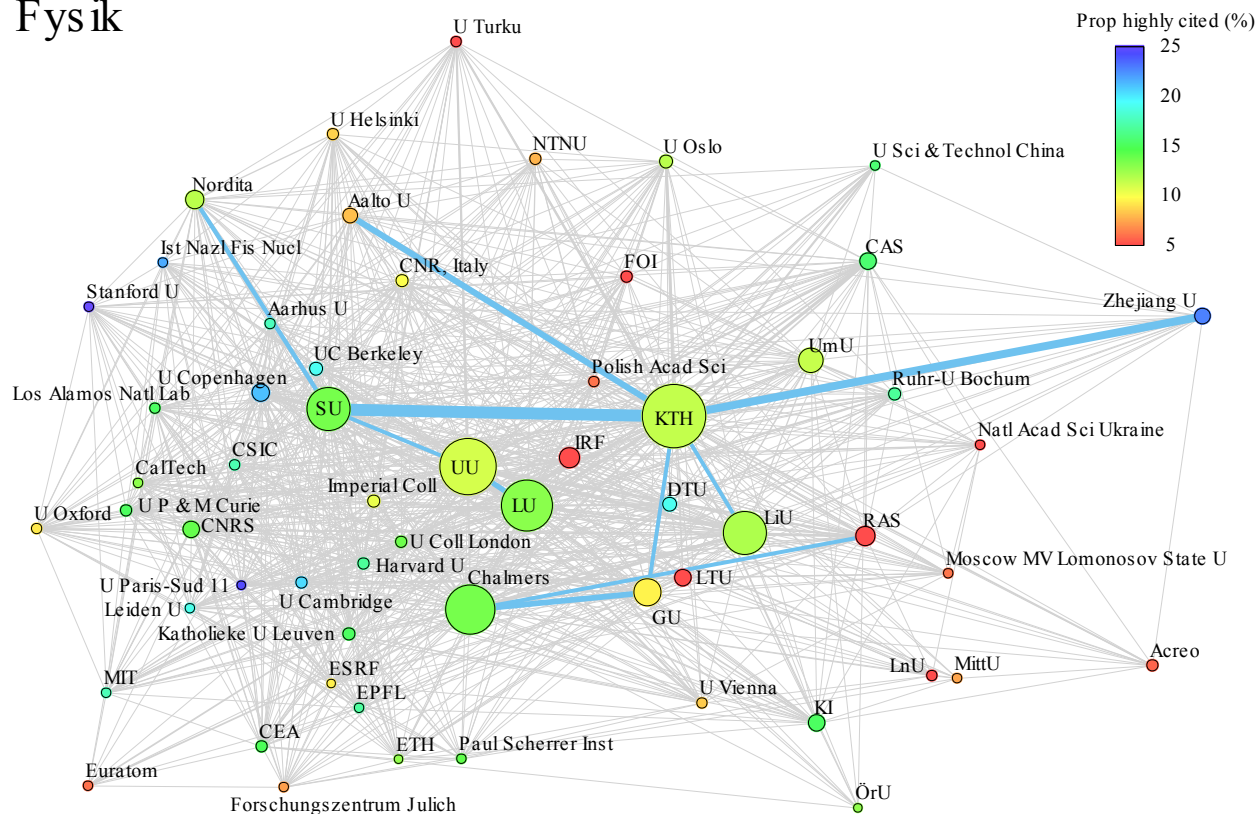 Fysik
U Turku
Prop highly cited (%)
25
20
15
10
5
U Helsinki
NTNU
U Oslo
U Sci & Technol China
Nordita
Aalto U
Ist Nazl Fis Nucl
CNR, Italy
FOI
CAS
Stanford U
Zhejiang U
Aarhus U
UC Berkeley
UmU
Polish Acad Sci
U Copenhagen
Ruhr-U Bochum
Los Alamos Natl Lab
SU
KTH
Natl Acad Sci Ukraine
IRF
CSIC
CalTech
UU
Imperial Coll
DTU
U P & M Curie
LU
U Oxford
CNRS
LiU
RAS
U Coll London
Harvard U
Moscow MV Lomonosov State U
Chalmers
LTU
U Paris-Sud 11
U Cambridge
Leiden U
GU
Katholieke U Leuven
Acreo
ESRF
LnU
MittU
MIT
EPFL
U Vienna
KI
CEA
ETH
Paul Scherrer Inst
Euratom
Forschungszentrum Julich
ÖrU